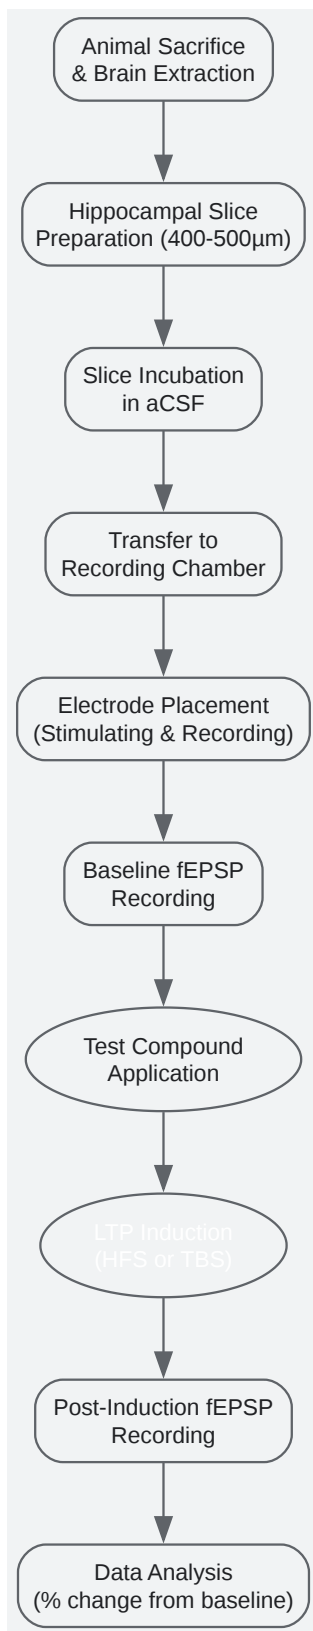 Animal Sacrifice
& Brain Extraction
Hippocampal Slice
Preparation (400-500µm)
Slice Incubation
in aCSF
Transfer to
Recording Chamber
Electrode Placement
(Stimulating & Recording)
Baseline fEPSP
Recording
Test Compound
Application
LTP Induction
(HFS or TBS)
Post-Induction fEPSP
Recording
Data Analysis
(% change from baseline)